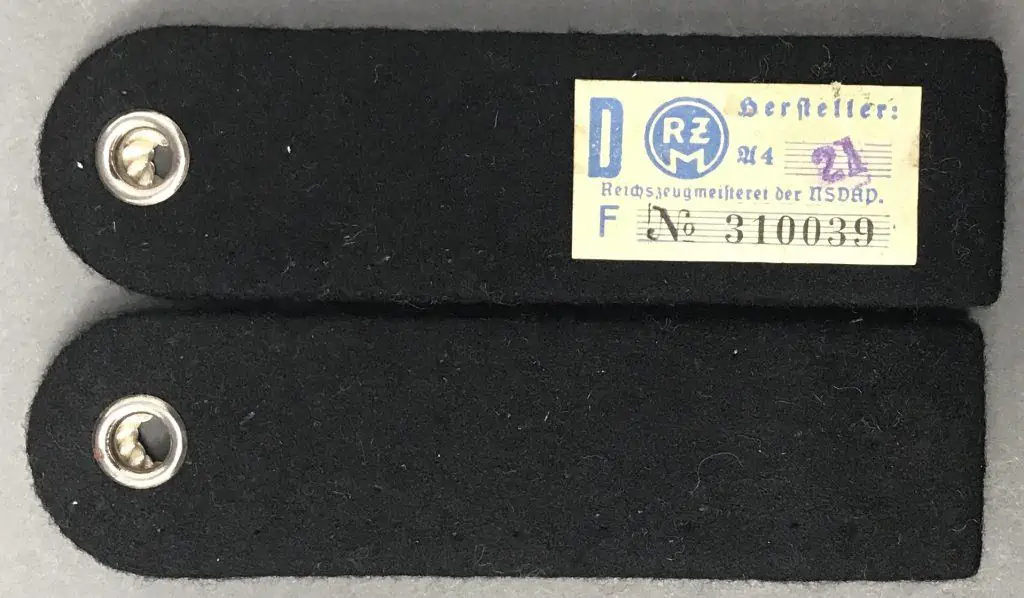 D RZM Hersteller:
A4 21
Reichszeugmeisterei der NSDAP.
F № 310039